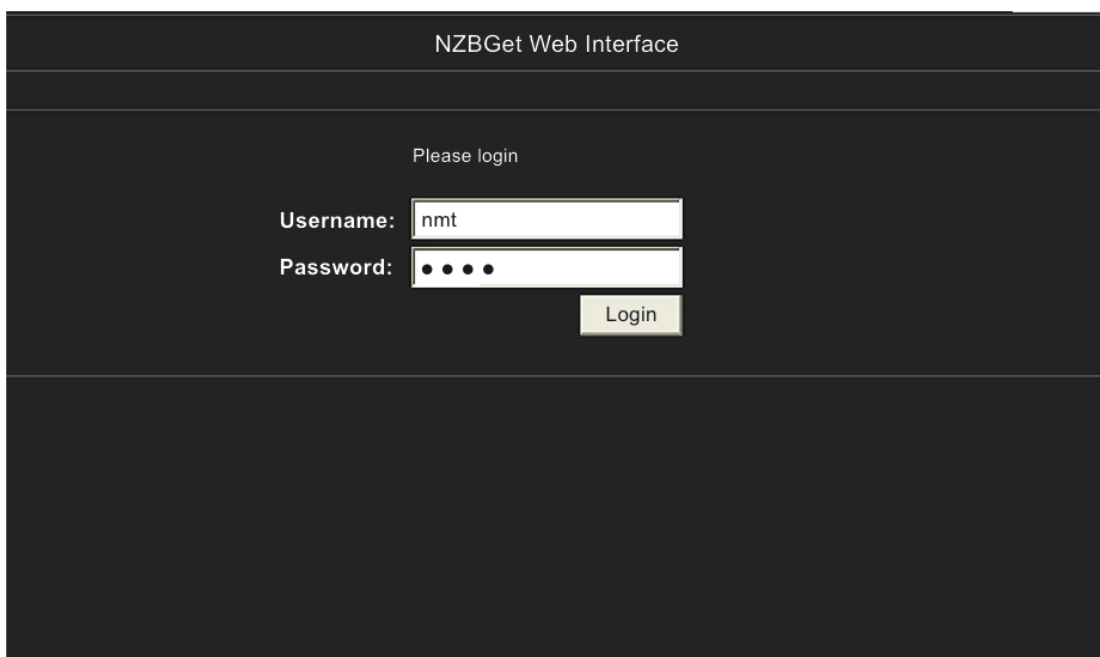 NZBGet Web Interface
Please login
Username: nmt
Password: ●●●●
Login